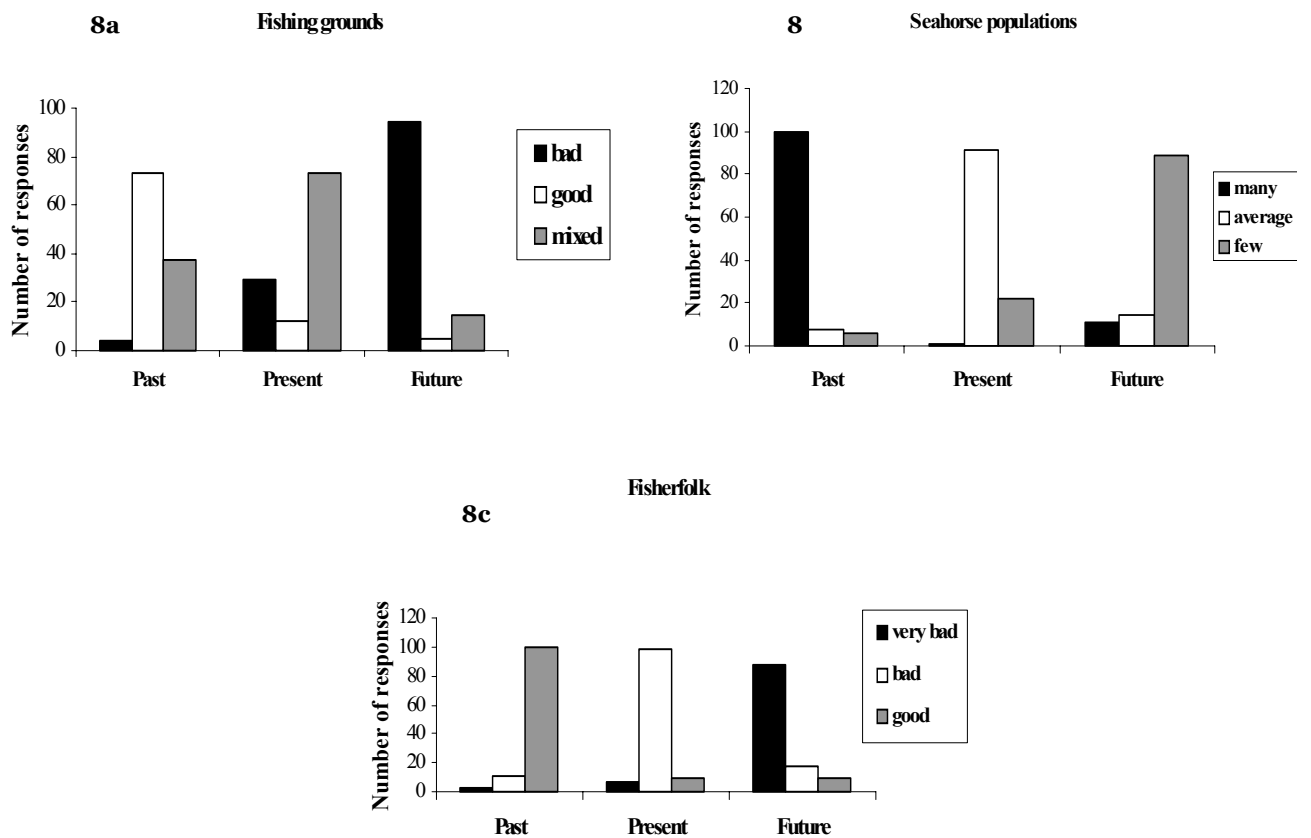 8a
Fishing grounds
Number of responses
100
80
60
40
20
0
Past Present Future
bad
good
mixed
8
Seahorse populations
Number of responses
120
100
80
60
40
20
0
Past Present Future
many
average
few
Fisherfolk
8c
Number of responses
120
100
80
60
40
20
0
Past Present Future
very bad
bad
good